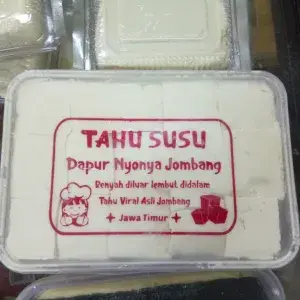 TAHU SUSU
Dapur Nyonya Jombang
Renyah diluar lembut didalam
Tahu Viral Asli Jombang
+ Jawa Timur +